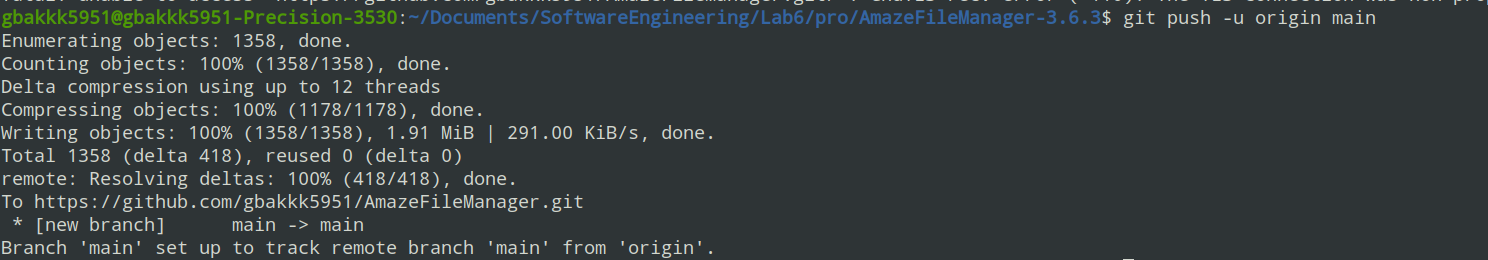 gbakkk5951@gbakkk5951-Precision-3530:~/Documents/SoftwareEngineering/Lab6/pro/AmazeFileManager-3.6.3$ git push -u origin main
Enumerating objects: 1358, done.
Counting objects: 100% (1358/1358), done.
Delta compression using up to 12 threads
Compressing objects: 100% (1178/1178), done.
Writing objects: 100% (1358/1358), 1.91 MiB | 291.00 KiB/s, done.
Total 1358 (delta 418), reused 0 (delta 0)
remote: Resolving deltas: 100% (418/418), done.
To https://github.com/gbakkk5951/AmazeFileManager.git
 * [new branch]      main -> main
Branch 'main' set up to track remote branch 'main' from 'origin'.